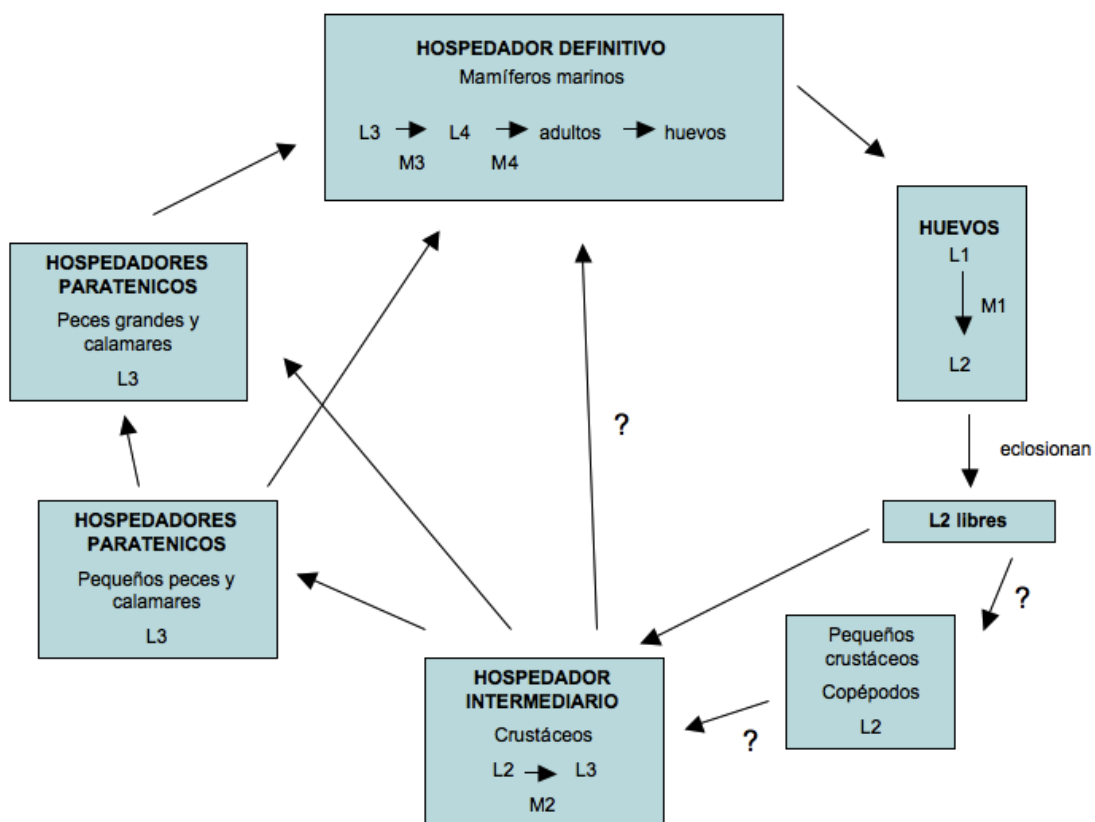 HOSPEDADOR DEFINITIVO
Mamíferos marinos
L3 L4 adultos huevos
M3 M4
HUEVOS
L1
M1
L2
eclosionan
L2 libres
?
Pequeños
crustáceos
Copépodos
L2
?
HOSPEDADOR
INTERMEDIARIO
Crustáceos
L2 L3
M2
?
HOSPEDADORES
PARATENICOS
Pequeños peces y
calamares
L3
HOSPEDADORES
PARATENICOS
Peces grandes y
calamares
L3